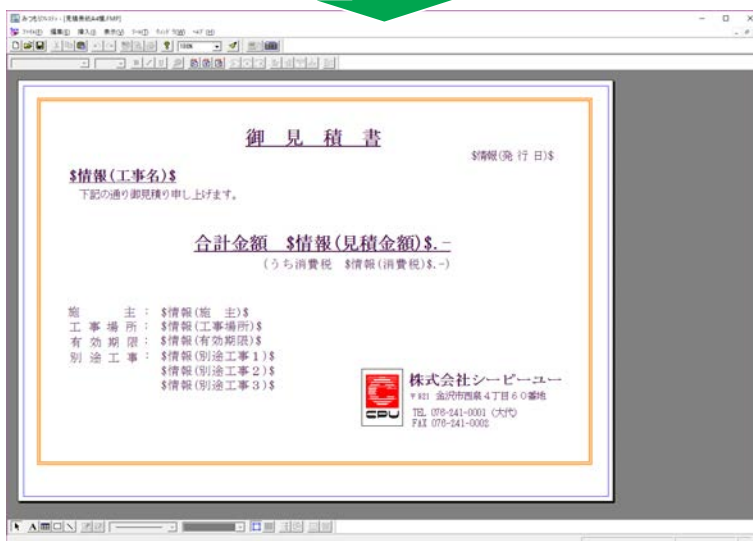 御 見 積 書
$情報(発 行 日)$
$情報(工事名)$
下記の通り御見積り申し上げます。
合計金額 $情報(見積金額)$.-
(うち消費税 $情報(消費税)$.-)
施 主： $情報(施 主)$
工 事 場 所： $情報(工事場所)$
有 効 期 限： $情報(有効期限)$
別 途 工 事： $情報(別途工事1)$
$情報(別途工事2)$
$情報(別途工事3)$
CPU
株式会社シーピーユー
〒921 金沢市西泉4丁目60番地
TEL 076-241-0001 (大代)
FAX 076-241-0002